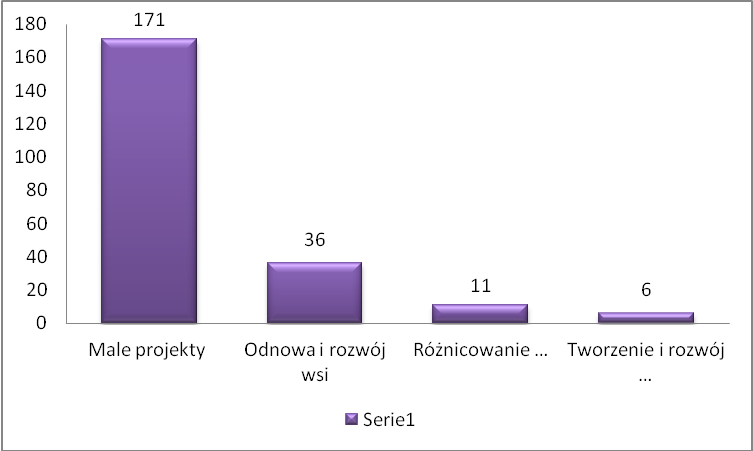 180
171
160
140
120
100
80
60
40
36
20
11
6
0
Male projekty
Odnowa i rozwój
wsi
Różnicowanie ...
Tworzenie i rozwój
...
Serie1